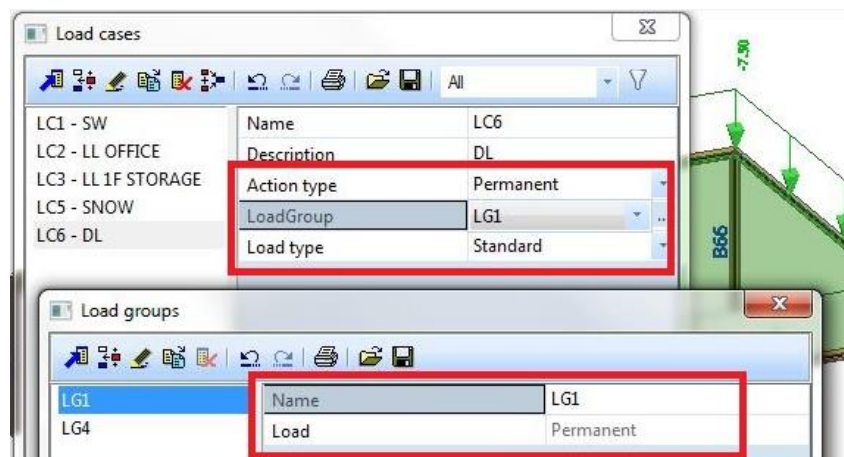 Load cases
All
LC1 - SW
LC2 - LL OFFICE
LC3 - LL 1F STORAGE
LC5 - SNOW
LC6 - DL
Name LC6
Description DL
Action type Permanent
LoadGroup LG1 ..
Load type Standard
-7.50
B66
Load groups
LG1
LG4
Name LG1
Load Permanent